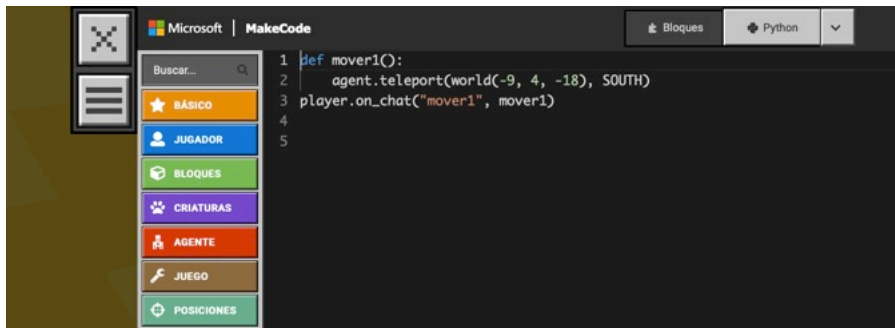 Microsoft | MakeCode
Bloques
Python
Buscar...
BÁSICO
JUGADOR
BLOQUES
CRIATURAS
AGENTE
JUEGO
POSICIONES
1 def mover1():
2     agent.teleport(world(-9, 4, -18), SOUTH)
3 player.on_chat("mover1", mover1)
4
5